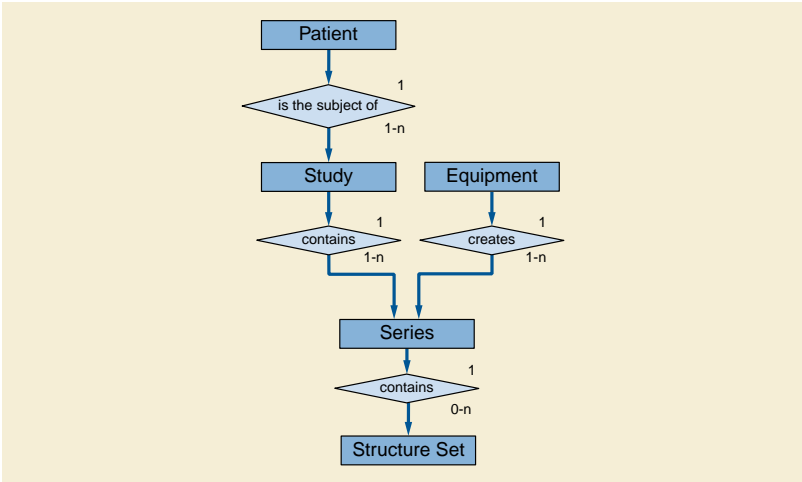 Patient
1
is the subject of
1-n
Study
Equipment
1
1
contains
creates
1-n
1-n
Series
1
contains
0-n
Structure Set